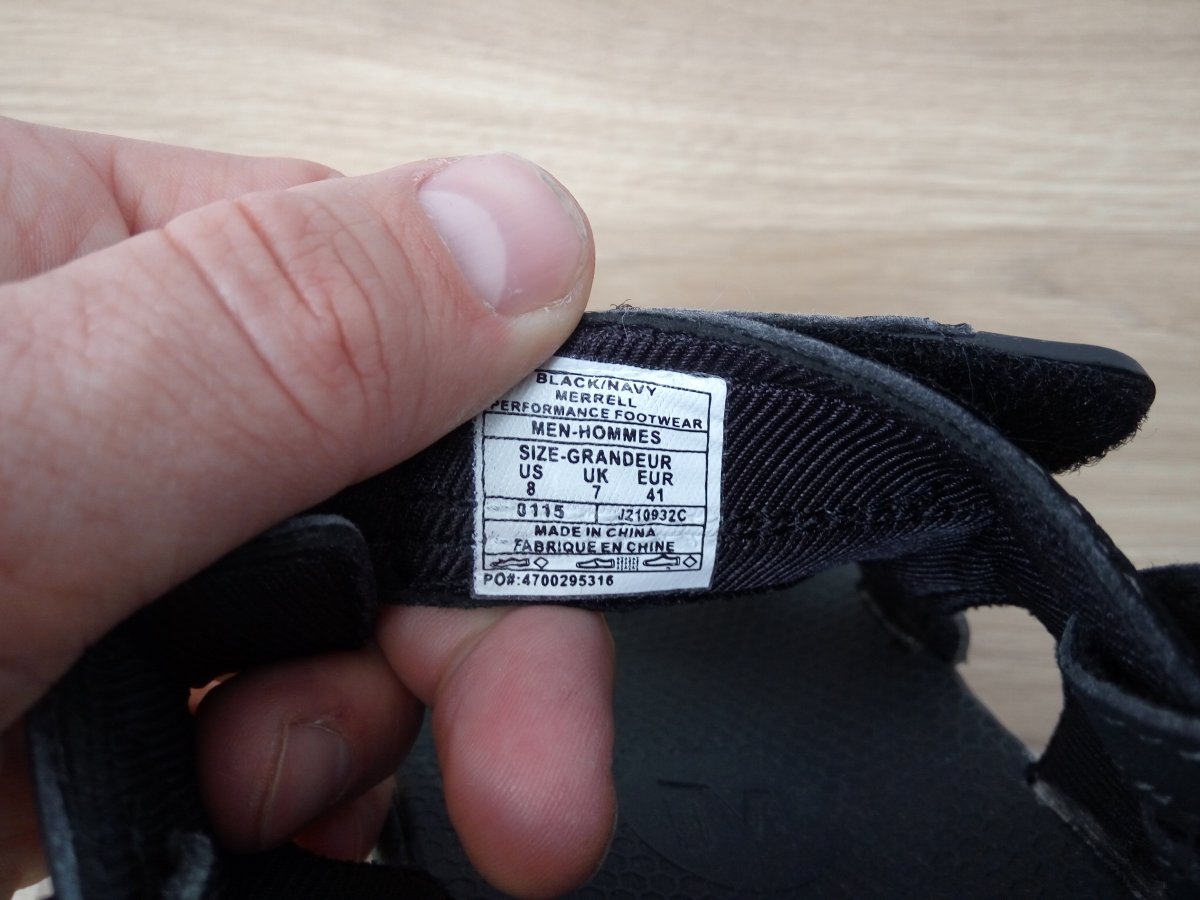 BLACK/NAVY
MERRELL
PERFORMANCE FOOTWEAR
MEN-HOMMES
SIZE-GRANDEUR
US UK EUR
8 7 41
0115 J210932C
MADE IN CHINA
FABRIQUE EN CHINE
PO#:4700295316